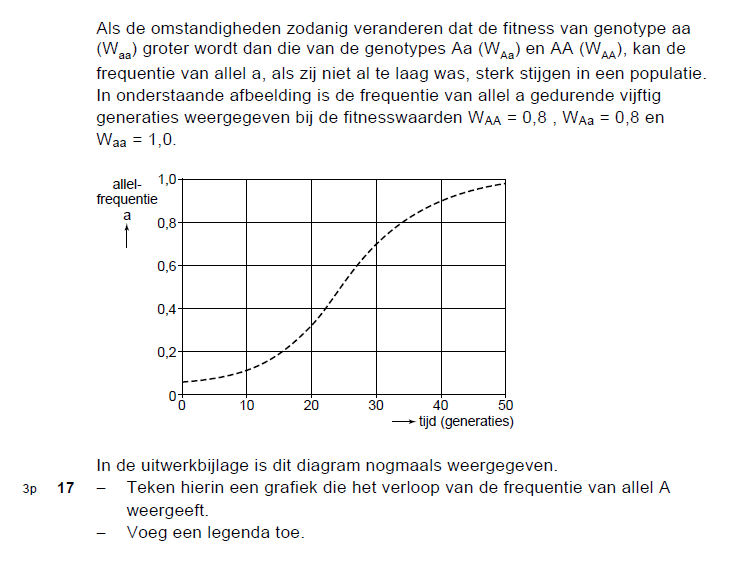 Als de omstandigheden zodanig veranderen dat de fitness van genotype aa
(Waa) groter wordt dan die van de genotypes Aa (WAa) en AA (WAA), kan de
frequentie van allel a, als zij niet al te laag was, sterk stijgen in een populatie.
In onderstaande afbeelding is de frequentie van allel a gedurende vijftig
generaties weergegeven bij de fitnesswaarden WAA = 0,8 , WAa = 0,8 en
Waa = 1,0.
allel-
frequentie
a
1,0
0,8
0,6
0,4
0,2
0
0 10 20 30 40 50
tijd (generaties)
In de uitwerkbijlage is dit diagram nogmaals weergegeven.
3p 17 – Teken hierin een grafiek die het verloop van de frequentie van allel A
weergeeft.
– Voeg een legenda toe.